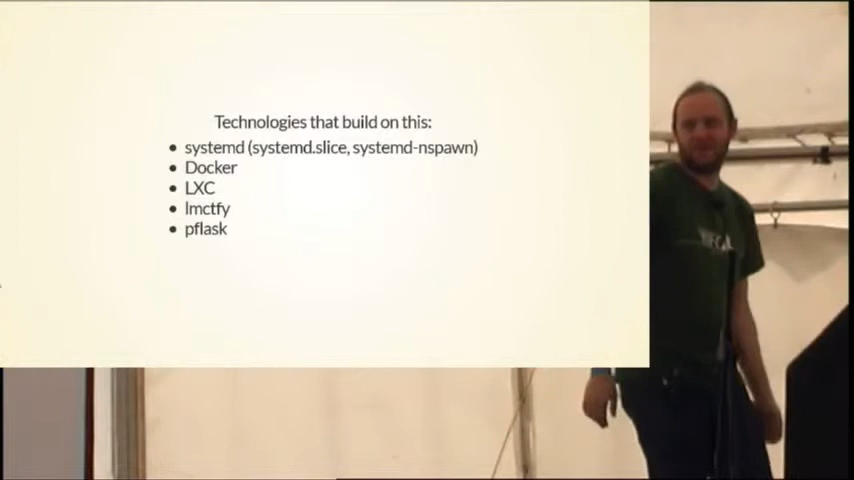 Technologies that build on this:
• systemd (systemd.slice, systemd-nspawn)
• Docker
• LXC
• lmctfy
• pflask